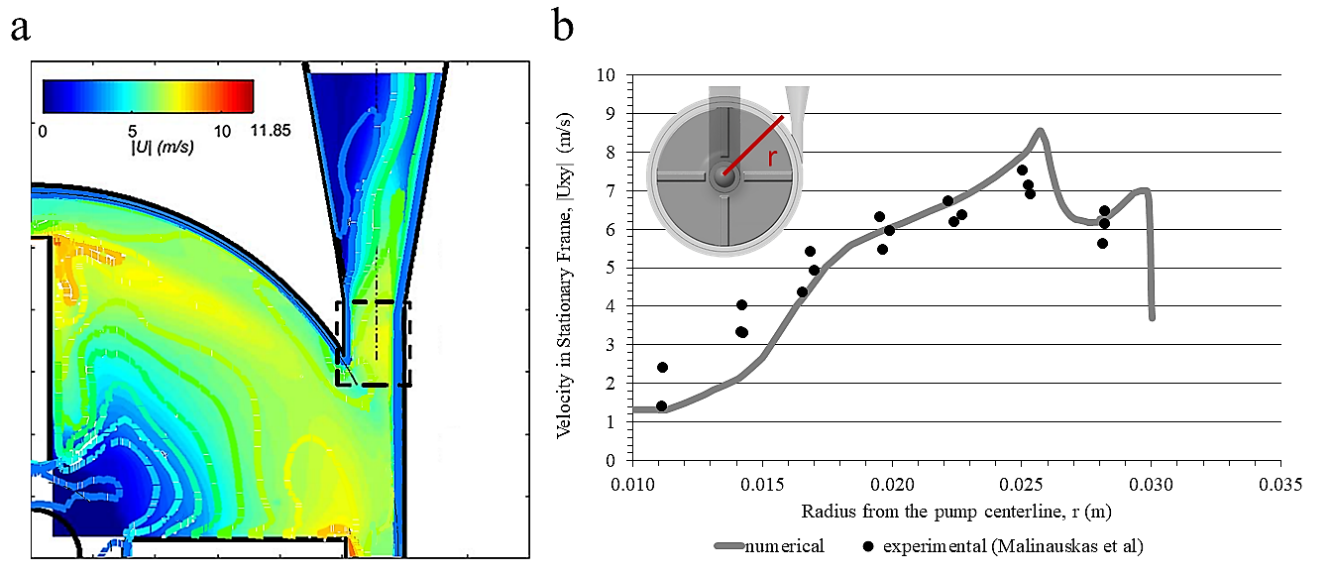 a
0 5 10 11.85
|U| (m/s)
b
Velocity in Stationary Frame, |Uxy| (m/s)
10
9
8
7
6
5
4
3
2
1
0
r
0.010 0.015 0.020 0.025 0.030 0.035
Radius from the pump centerline, r (m)
numerical experimental (Malinauskas et al)